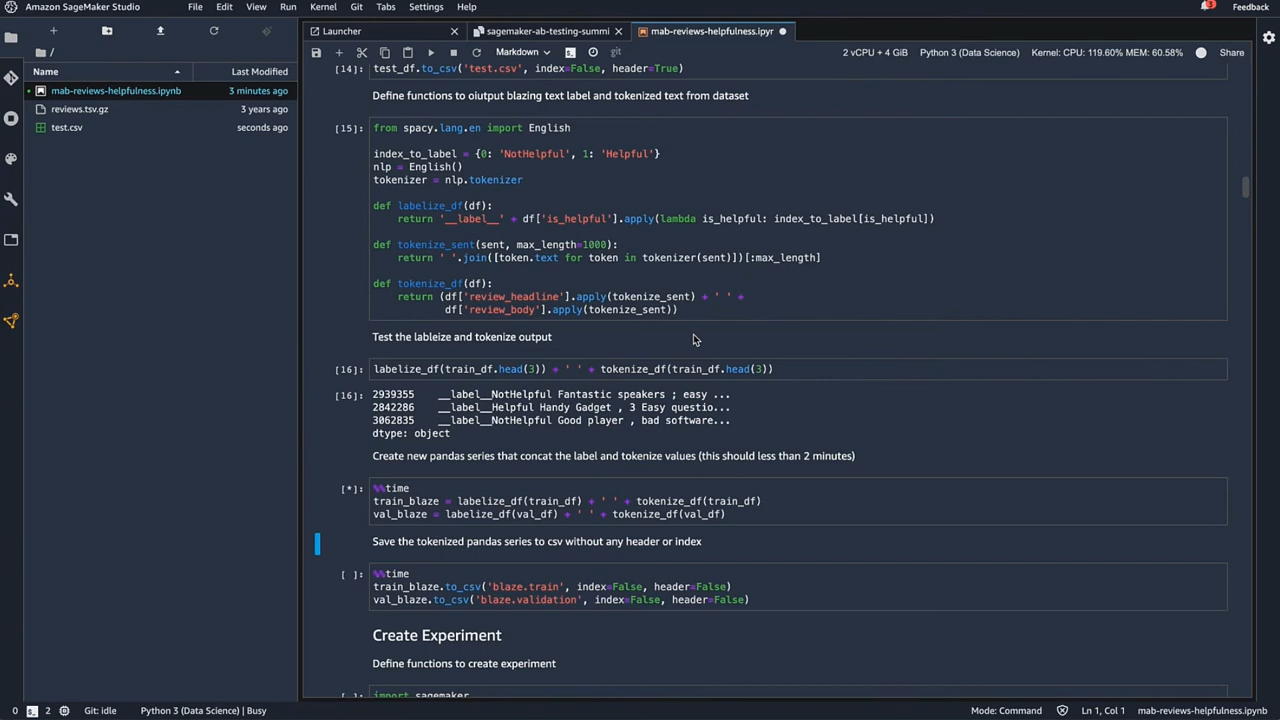 Amazon SageMaker Studio File Edit View Run Kernel Git Tabs Settings Help 3 Feedback
Launcher sagemaker-ab-testing-summi mab-reviews-helpfulness.ipyr
/
Markdown git 2 vCPU + 4 GiB Python 3 (Data Science) Kernel: CPU: 119.60% MEM: 60.58% Share
Name Last Modified
mab-reviews-helpfulness.ipynb 3 minutes ago
reviews.tsv.gz 3 years ago
test.csv seconds ago
[14]: test_df.to_csv('test.csv', index=False, header=True)
Define functions to oiutput blazing text label and tokenized text from dataset
[15]: from spacy.lang.en import English
index_to_label = {0: 'NotHelpful', 1: 'Helpful'}
nlp = English()
tokenizer = nlp.tokenizer
def labelize_df(df):
return '__label__' + df['is_helpful'].apply(lambda is_helpful: index_to_label[is_helpful])
def tokenize_sent(sent, max_length=1000):
return ' '.join([token.text for token in tokenizer(sent)])[:max_length]
def tokenize_df(df):
return (df['review_headline'].apply(tokenize_sent) + ' ' +
df['review_body'].apply(tokenize_sent))
Test the lableize and tokenize output
[16]: labelize_df(train_df.head(3)) + ' ' + tokenize_df(train_df.head(3))
[16]: 2939355 __label__NotHelpful Fantastic speakers ; easy ...
2842286 __label__Helpful Handy Gadget , 3 Easy questio...
3062835 __label__NotHelpful Good player , bad software...
dtype: object
Create new pandas series that concat the label and tokenize values (this should less than 2 minutes)
[*]: %%time
train_blaze = labelize_df(train_df) + ' ' + tokenize_df(train_df)
val_blaze = labelize_df(val_df) + ' ' + tokenize_df(val_df)
Save the tokenized pandas series to csv without any header or index
[ ]: %%time
train_blaze.to_csv('blaze.train', index=False, header=False)
val_blaze.to_csv('blaze.validation', index=False, header=False)
Create Experiment
Define functions to create experiment
[ ]: import sagemaker
0 2 Git: idle Python 3 (Data Science) | Busy Mode: Command Ln 1, Col 1 mab-reviews-helpfulness.ipynb